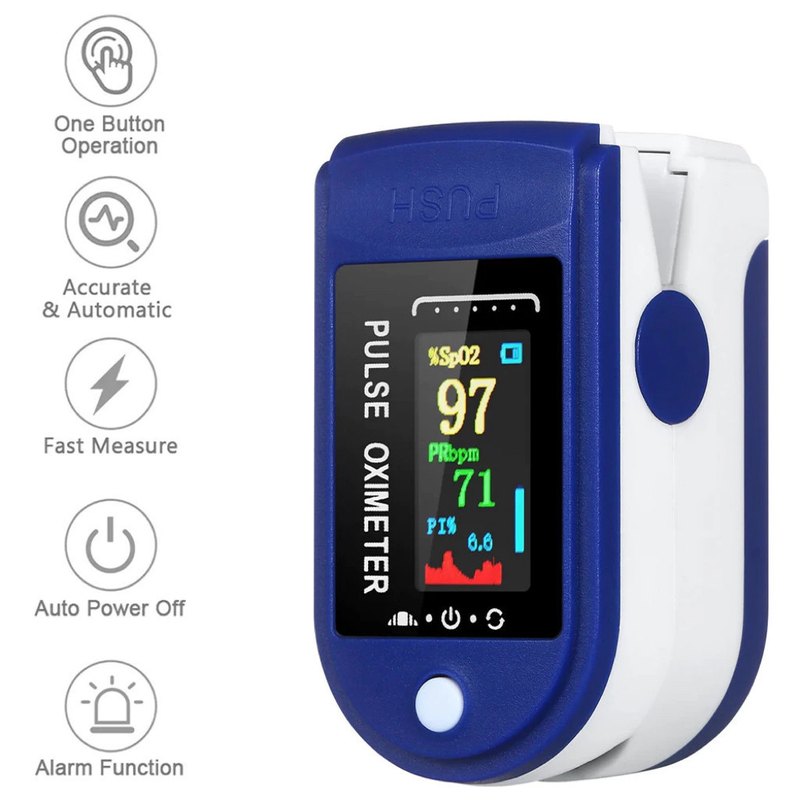 One Button
Operation
Accurate
& Automatic
Fast Measure
Auto Power Off
Alarm Function
PUSH
PULSE OXIMETER
%SpO2
97
PRbpm
71
PI%
6.6